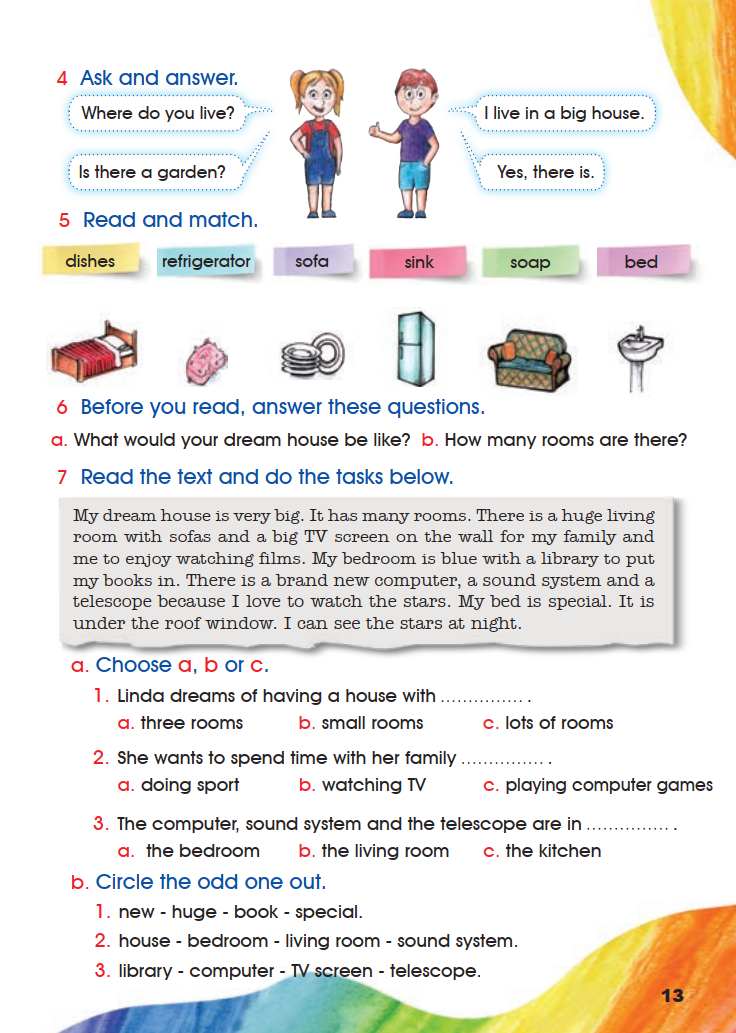 4 Ask and answer.
Where do you live?
I live in a big house.
Is there a garden?
Yes, there is.
5 Read and match.
dishes refrigerator sofa sink soap bed
6 Before you read, answer these questions.
a. What would your dream house be like? b. How many rooms are there?
7 Read the text and do the tasks below.
My dream house is very big. It has many rooms. There is a huge living
room with sofas and a big TV screen on the wall for my family and
me to enjoy watching films. My bedroom is blue with a library to put
my books in. There is a brand new computer, a sound system and a
telescope because I love to watch the stars. My bed is special. It is
under the roof window. I can see the stars at night.
a. Choose a, b or c.
1. Linda dreams of having a house with ............... .
a. three rooms b. small rooms c. lots of rooms
2. She wants to spend time with her family ............... .
a. doing sport b. watching TV c. playing computer games
3. The computer, sound system and the telescope are in ............... .
a. the bedroom b. the living room c. the kitchen
b. Circle the odd one out.
1. new - huge - book - special.
2. house - bedroom - living room - sound system.
3. library - computer - TV screen - telescope.
13